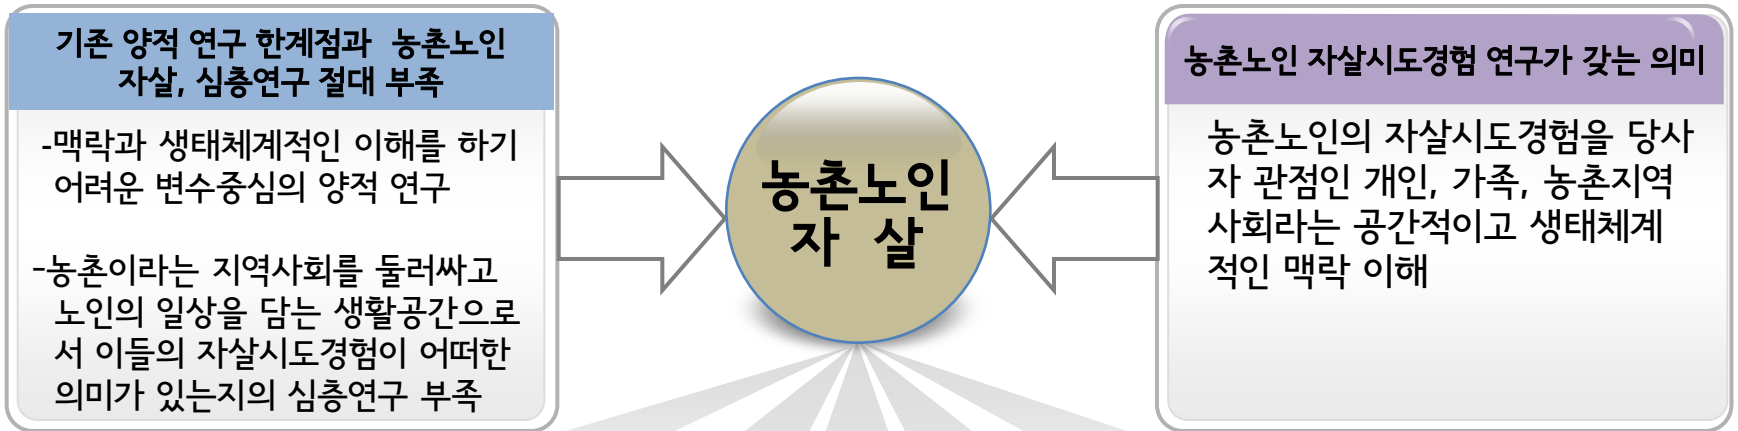 기존 양적 연구 한계점과 농촌노인
자살, 심층연구 절대 부족
-맥락과 생태체계적인 이해를 하기
어려운 변수중심의 양적 연구
-농촌이라는 지역사회를 둘러싸고
노인의 일상을 담는 생활공간으로
서 이들의 자살시도경험이 어떠한
의미가 있는지의 심층연구 부족
농촌노인
자 살
농촌노인 자살시도경험 연구가 갖는 의미
농촌노인의 자살시도경험을 당사
자 관점인 개인, 가족, 농촌지역
사회라는 공간적이고 생태체계
적인 맥락 이해